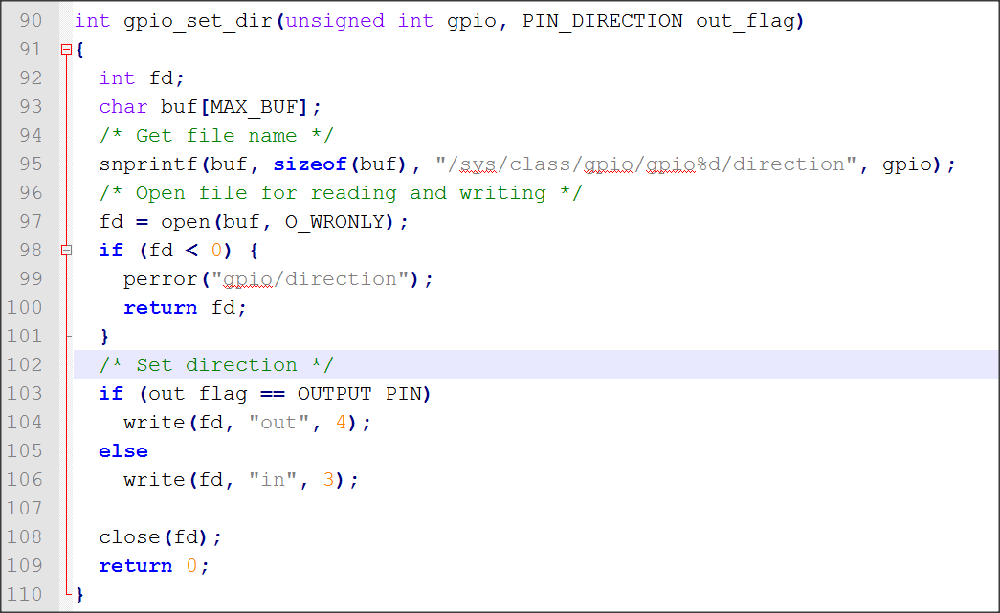 90 int gpio_set_dir(unsigned int gpio, PIN_DIRECTION out_flag)
91 {
92   int fd;
93   char buf[MAX_BUF];
94   /* Get file name */
95   snprintf(buf, sizeof(buf), "/sys/class/gpio/gpio%d/direction", gpio);
96   /* Open file for reading and writing */
97   fd = open(buf, O_WRONLY);
98   if (fd < 0) {
99     perror("gpio/direction");
100     return fd;
101   }
102   /* Set direction */
103   if (out_flag == OUTPUT_PIN)
104     write(fd, "out", 4);
105   else
106     write(fd, "in", 3);
107
108   close(fd);
109   return 0;
110 }